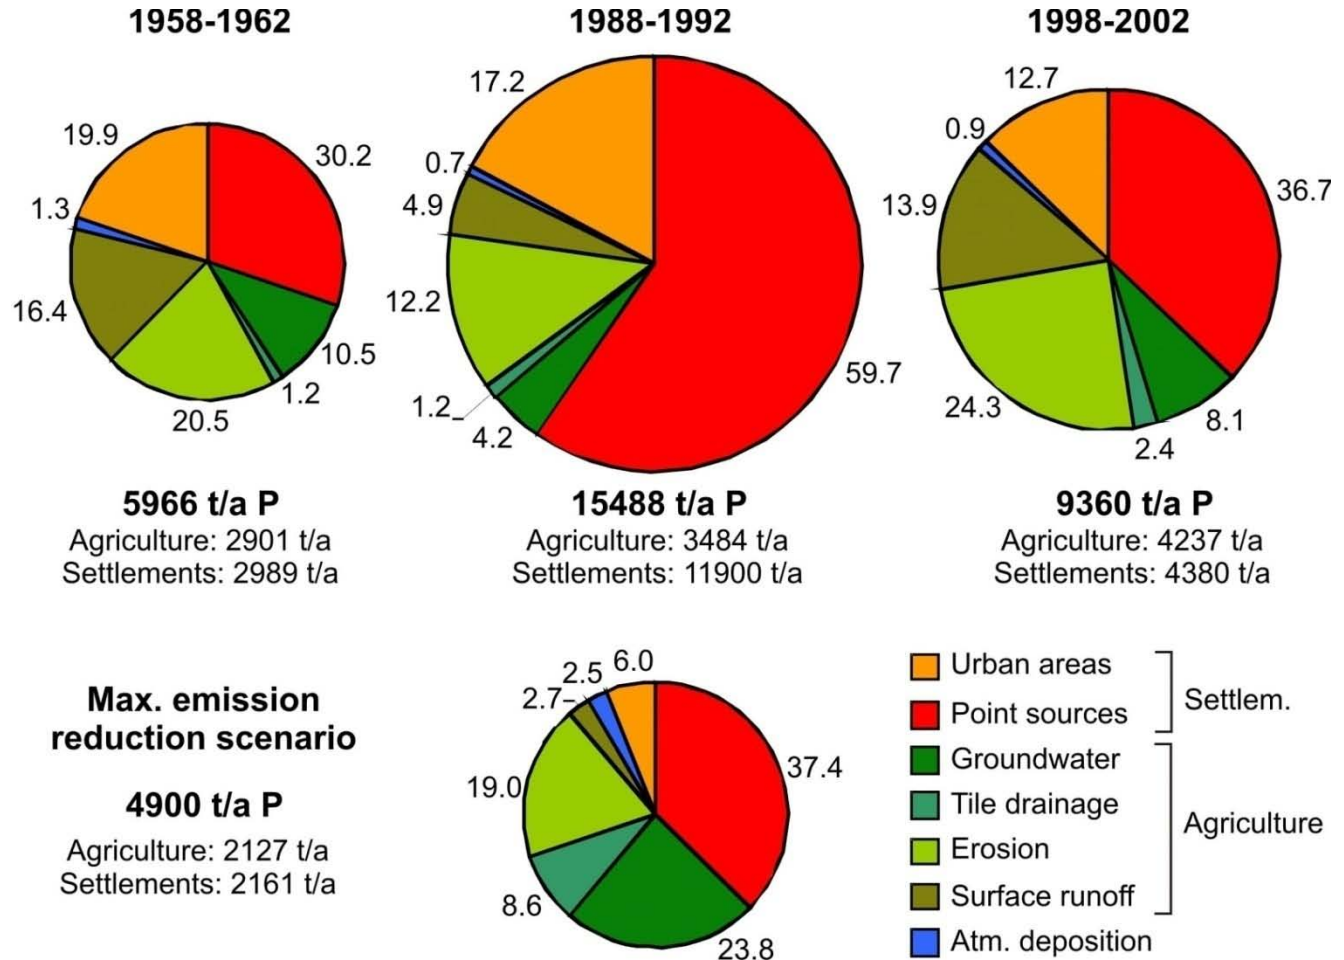 1958-1962
19.9
30.2
1.3
16.4
10.5
1.2
20.5
5966 t/a P
Agriculture: 2901 t/a
Settlements: 2989 t/a
1988-1992
17.2
0.7
4.9
12.2
59.7
1.2
4.2
15488 t/a P
Agriculture: 3484 t/a
Settlements: 11900 t/a
1998-2002
12.7
0.9
36.7
13.9
24.3
8.1
2.4
9360 t/a P
Agriculture: 4237 t/a
Settlements: 4380 t/a
Max. emission
reduction scenario
4900 t/a P
Agriculture: 2127 t/a
Settlements: 2161 t/a
6.0
2.5
2.7
37.4
19.0
8.6
23.8
Urban areas
Point sources
Settlem.
Groundwater
Tile drainage
Erosion
Surface runoff
Agriculture
Atm. deposition